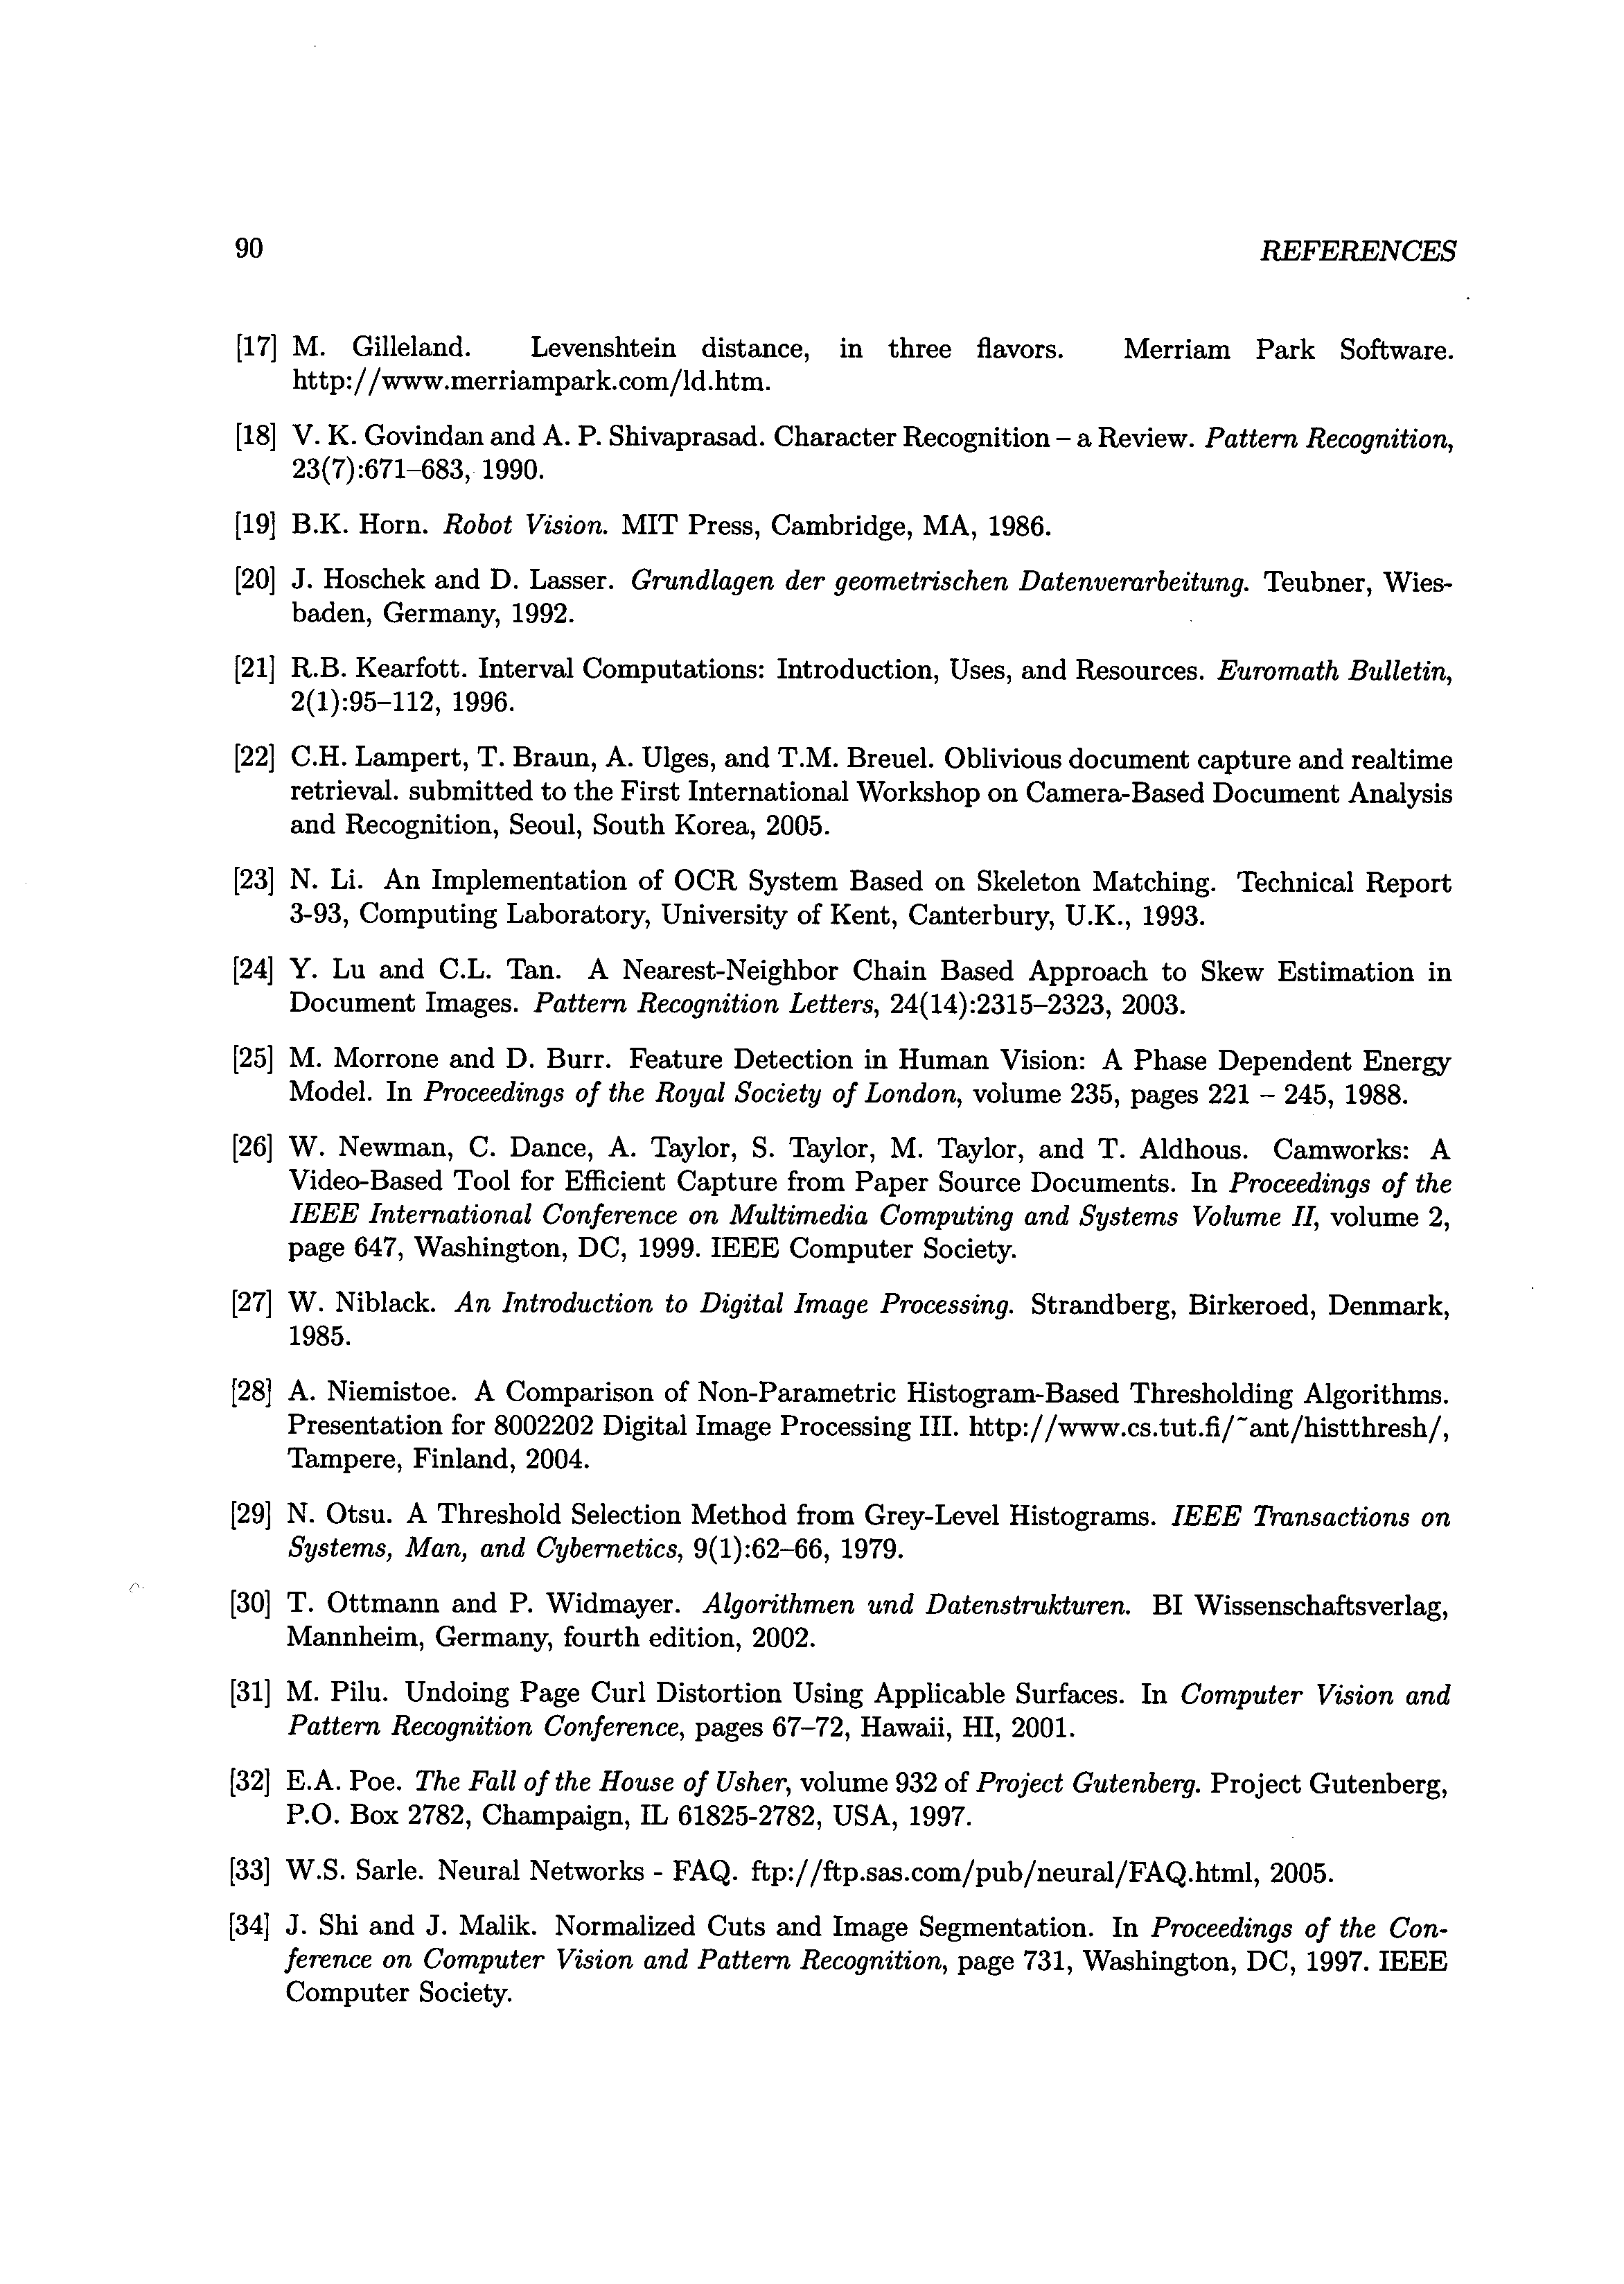 90 REFERENCES
[17] M. Gilleland. Levenshtein distance, in three flavors. Merriam Park Software.
http://www.merriampark.com/ld.htm.
[18] V. K. Govindan and A. P. Shivaprasad. Character Recognition – a Review. Pattern Recognition,
23(7):671–683, 1990.
[19] B.K. Horn. Robot Vision. MIT Press, Cambridge, MA, 1986.
[20] J. Hoschek and D. Lasser. Grundlagen der geometrischen Datenverarbeitung. Teubner, Wies-
baden, Germany, 1992.
[21] R.B. Kearfott. Interval Computations: Introduction, Uses, and Resources. Euromath Bulletin,
2(1):95–112, 1996.
[22] C.H. Lampert, T. Braun, A. Ulges, and T.M. Breuel. Oblivious document capture and realtime
retrieval. submitted to the First International Workshop on Camera-Based Document Analysis
and Recognition, Seoul, South Korea, 2005.
[23] N. Li. An Implementation of OCR System Based on Skeleton Matching. Technical Report
3-93, Computing Laboratory, University of Kent, Canterbury, U.K., 1993.
[24] Y. Lu and C.L. Tan. A Nearest-Neighbor Chain Based Approach to Skew Estimation in
Document Images. Pattern Recognition Letters, 24(14):2315–2323, 2003.
[25] M. Morrone and D. Burr. Feature Detection in Human Vision: A Phase Dependent Energy
Model. In Proceedings of the Royal Society of London, volume 235, pages 221 – 245, 1988.
[26] W. Newman, C. Dance, A. Taylor, S. Taylor, M. Taylor, and T. Aldhous. Camworks: A
Video-Based Tool for Efficient Capture from Paper Source Documents. In Proceedings of the
IEEE International Conference on Multimedia Computing and Systems Volume II, volume 2,
page 647, Washington, DC, 1999. IEEE Computer Society.
[27] W. Niblack. An Introduction to Digital Image Processing. Strandberg, Birkeroed, Denmark,
1985.
[28] A. Niemistoe. A Comparison of Non-Parametric Histogram-Based Thresholding Algorithms.
Presentation for 8002202 Digital Image Processing III. http://www.cs.tut.fi/~ant/histthresh/,
Tampere, Finland, 2004.
[29] N. Otsu. A Threshold Selection Method from Grey-Level Histograms. IEEE Transactions on
Systems, Man, and Cybernetics, 9(1):62–66, 1979.
[30] T. Ottmann and P. Widmayer. Algorithmen und Datenstrukturen. BI Wissenschaftsverlag,
Mannheim, Germany, fourth edition, 2002.
[31] M. Pilu. Undoing Page Curl Distortion Using Applicable Surfaces. In Computer Vision and
Pattern Recognition Conference, pages 67–72, Hawaii, HI, 2001.
[32] E.A. Poe. The Fall of the House of Usher, volume 932 of Project Gutenberg. Project Gutenberg,
P.O. Box 2782, Champaign, IL 61825-2782, USA, 1997.
[33] W.S. Sarle. Neural Networks - FAQ. ftp://ftp.sas.com/pub/neural/FAQ.html, 2005.
[34] J. Shi and J. Malik. Normalized Cuts and Image Segmentation. In Proceedings of the Con-
ference on Computer Vision and Pattern Recognition, page 731, Washington, DC, 1997. IEEE
Computer Society.